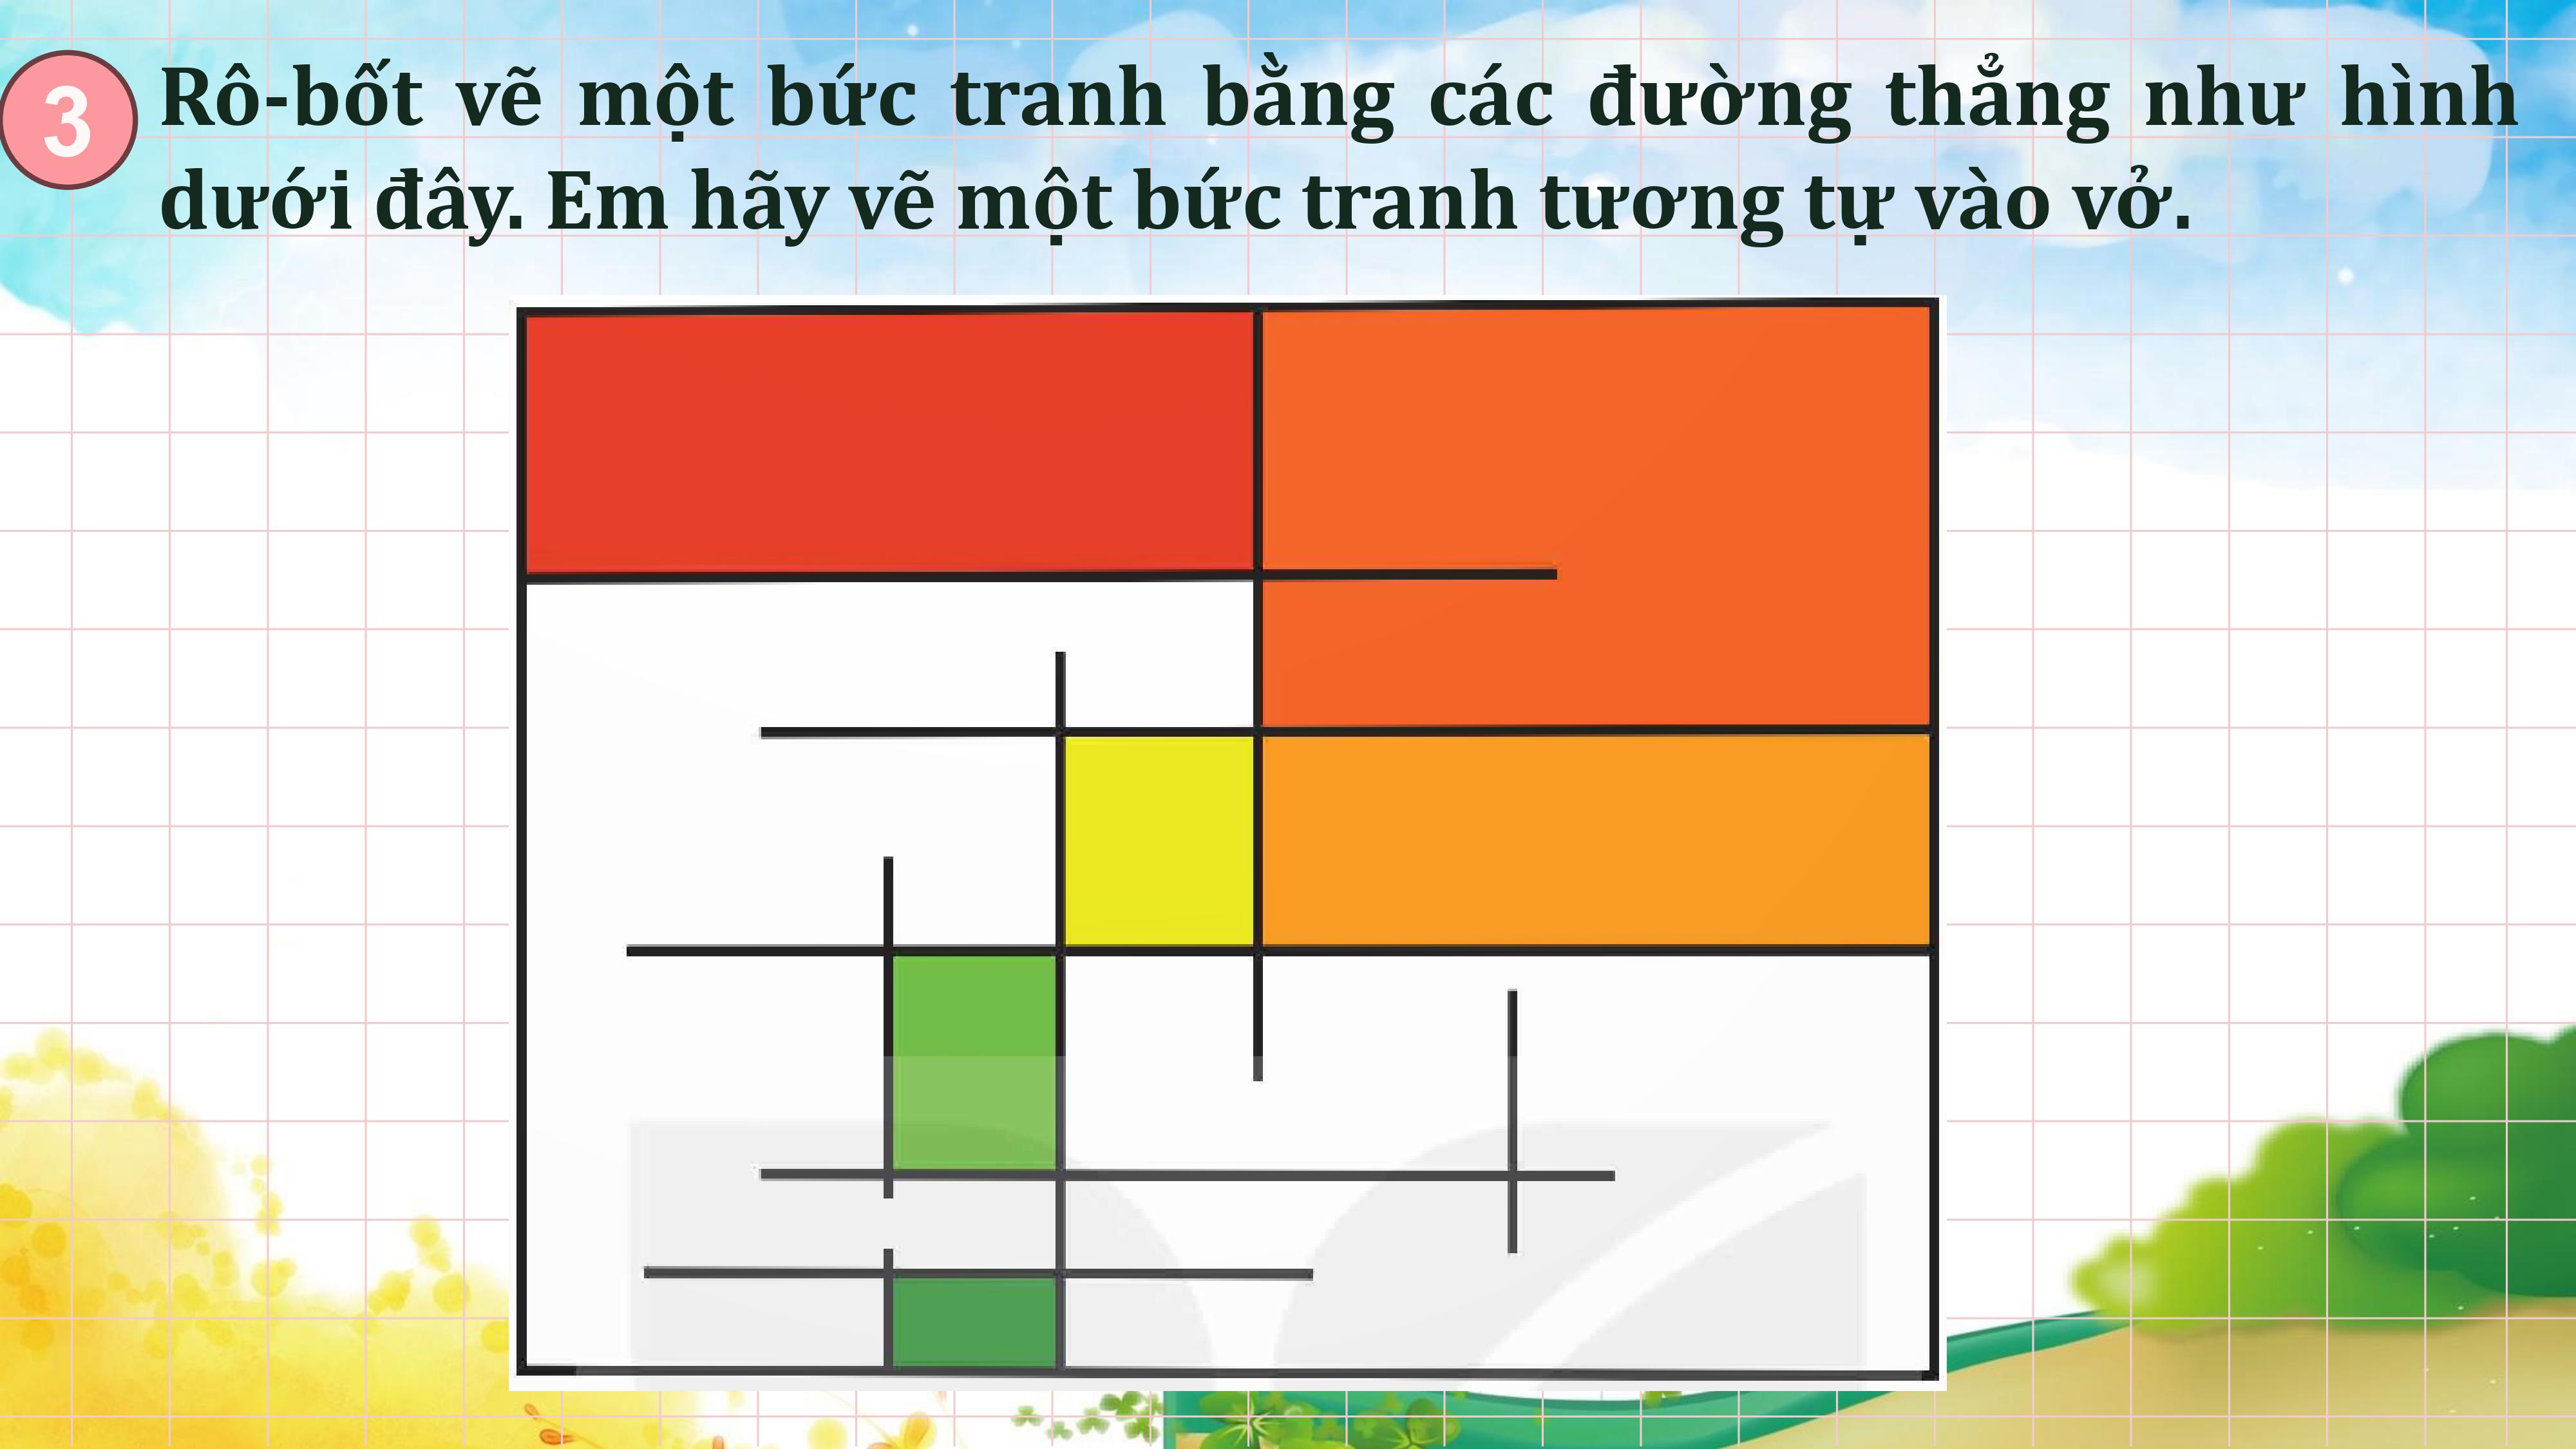 3
Rô-bốt vẽ một bức tranh bằng các đường thẳng như hình
dưới đây. Em hãy vẽ một bức tranh tương tự vào vở.